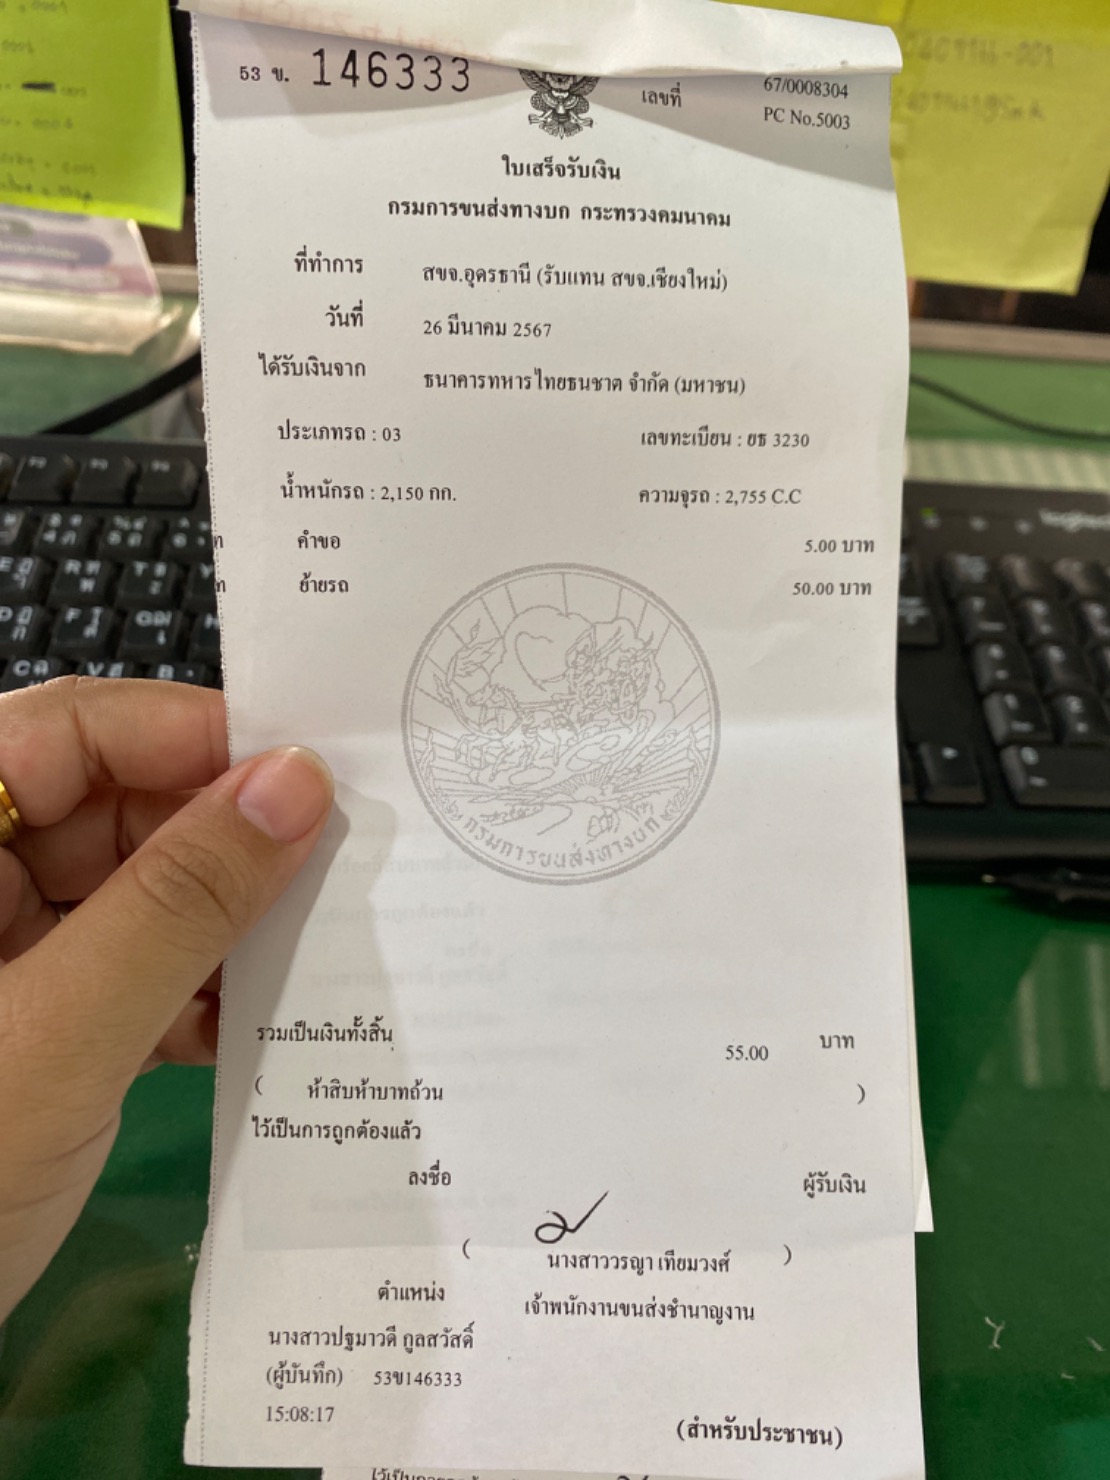 53 ข. 146333
เลขที่ 67/0008304
PC No.5003
ใบเสร็จรับเงิน
กรมการขนส่งทางบก กระทรวงคมนาคม
ที่ทำการ สขจ.อุดรธานี (รับแทน สขจ.เชียงใหม่)
วันที่ 26 มีนาคม 2567
ได้รับเงินจาก ธนาคารทหารไทยธนชาต จำกัด (มหาชน)
ประเภทรถ : 03 เลขทะเบียน : ยธ 3230
น้ำหนักรถ : 2,150 กก. ความจุรถ : 2,755 C.C
คำขอ 5.00 บาท
ย้ายรถ 50.00 บาท
กรมการขนส่งทางบก
รวมเป็นเงินทั้งสิ้น 55.00 บาท
( ห้าสิบห้าบาทถ้วน )
ไว้เป็นการถูกต้องแล้ว
ลงชื่อ ผู้รับเงิน
( นางสาววรญา เทียมวงศ์ )
ตำแหน่ง เจ้าพนักงานขนส่งชำนาญงาน
นางสาวปฐมาวดี กูลสวัสดิ์
(ผู้บันทึก) 53ข146333
15:08:17
(สำหรับประชาชน)